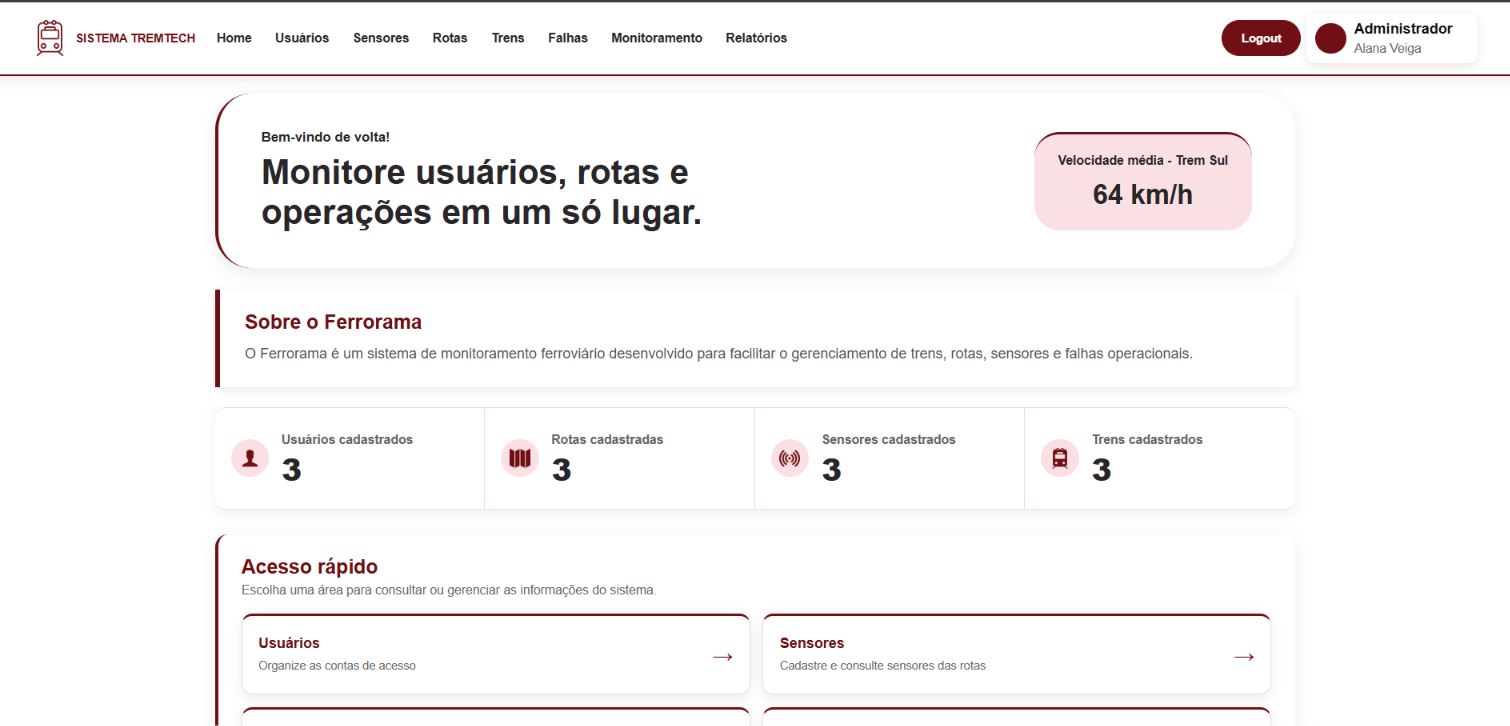 SISTEMA TREMTECH
Home
Usuários
Sensores
Rotas
Trens
Falhas
Monitoramento
Relatórios
Logout
Administrador
Alana Veiga
Bem-vindo de volta!
Monitore usuários, rotas e
operações em um só lugar.
Velocidade média - Trem Sul
64 km/h
Sobre o Ferrorama
O Ferrorama é um sistema de monitoramento ferroviário desenvolvido para facilitar o gerenciamento de trens, rotas, sensores e falhas operacionais.
Usuários cadastrados
3
Rotas cadastradas
3
Sensores cadastrados
3
Trens cadastrados
3
Acesso rápido
Escolha uma área para consultar ou gerenciar as informações do sistema.
Usuários
Organize as contas de acesso
→
Sensores
Cadastre e consulte sensores das rotas
→